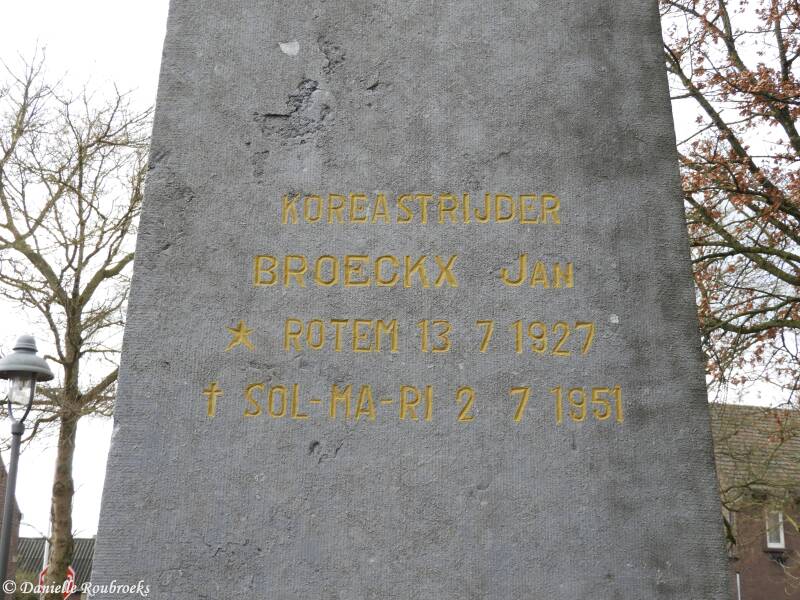 KOREASTRIJDER
BROECKX JAN
★ ROTEM 13 7 1927
† SOL-MA-RI 2 7 1951
© Danielle Roubroeks